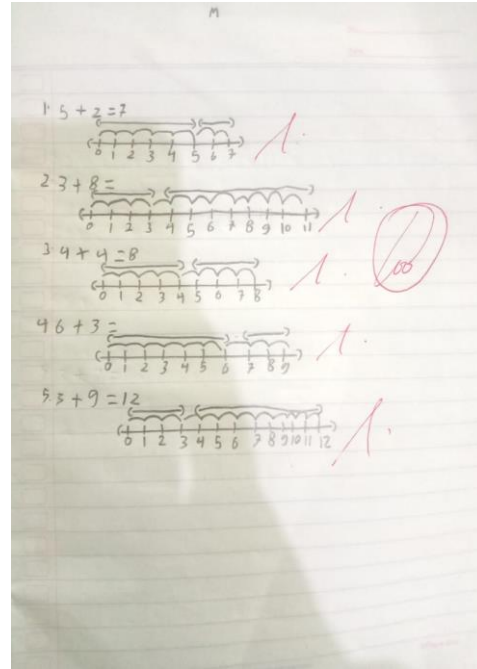 M
1. 5 + 2 = 7
0 1 2 3 4 5 6 7
2. 3 + 8 =
0 1 2 3 4 5 6 7 8 9 10 11
3. 4 + 4 = 8
0 1 2 3 4 5 6 7 8
4 6 + 3 =
0 1 2 3 4 5 6 7 8 9
5. 3 + 9 = 12
0 1 2 3 4 5 6 7 8 9 10 11 12
100